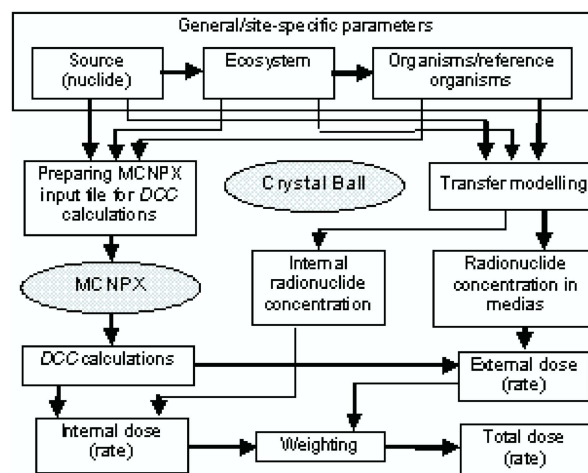 General/site-specific parameters
Source
(nuclide)
Ecosystem
Organisms/reference
organisms
Preparing MCNPX
input file for DCC
calculations
Crystal Ball
Transfer modelling
MCNPX
Internal
radionuclide
concentration
Radionuclide
concentration in
medias
DCC calculations
External dose
(rate)
Internal dose
(rate)
Weighting
Total dose
(rate)